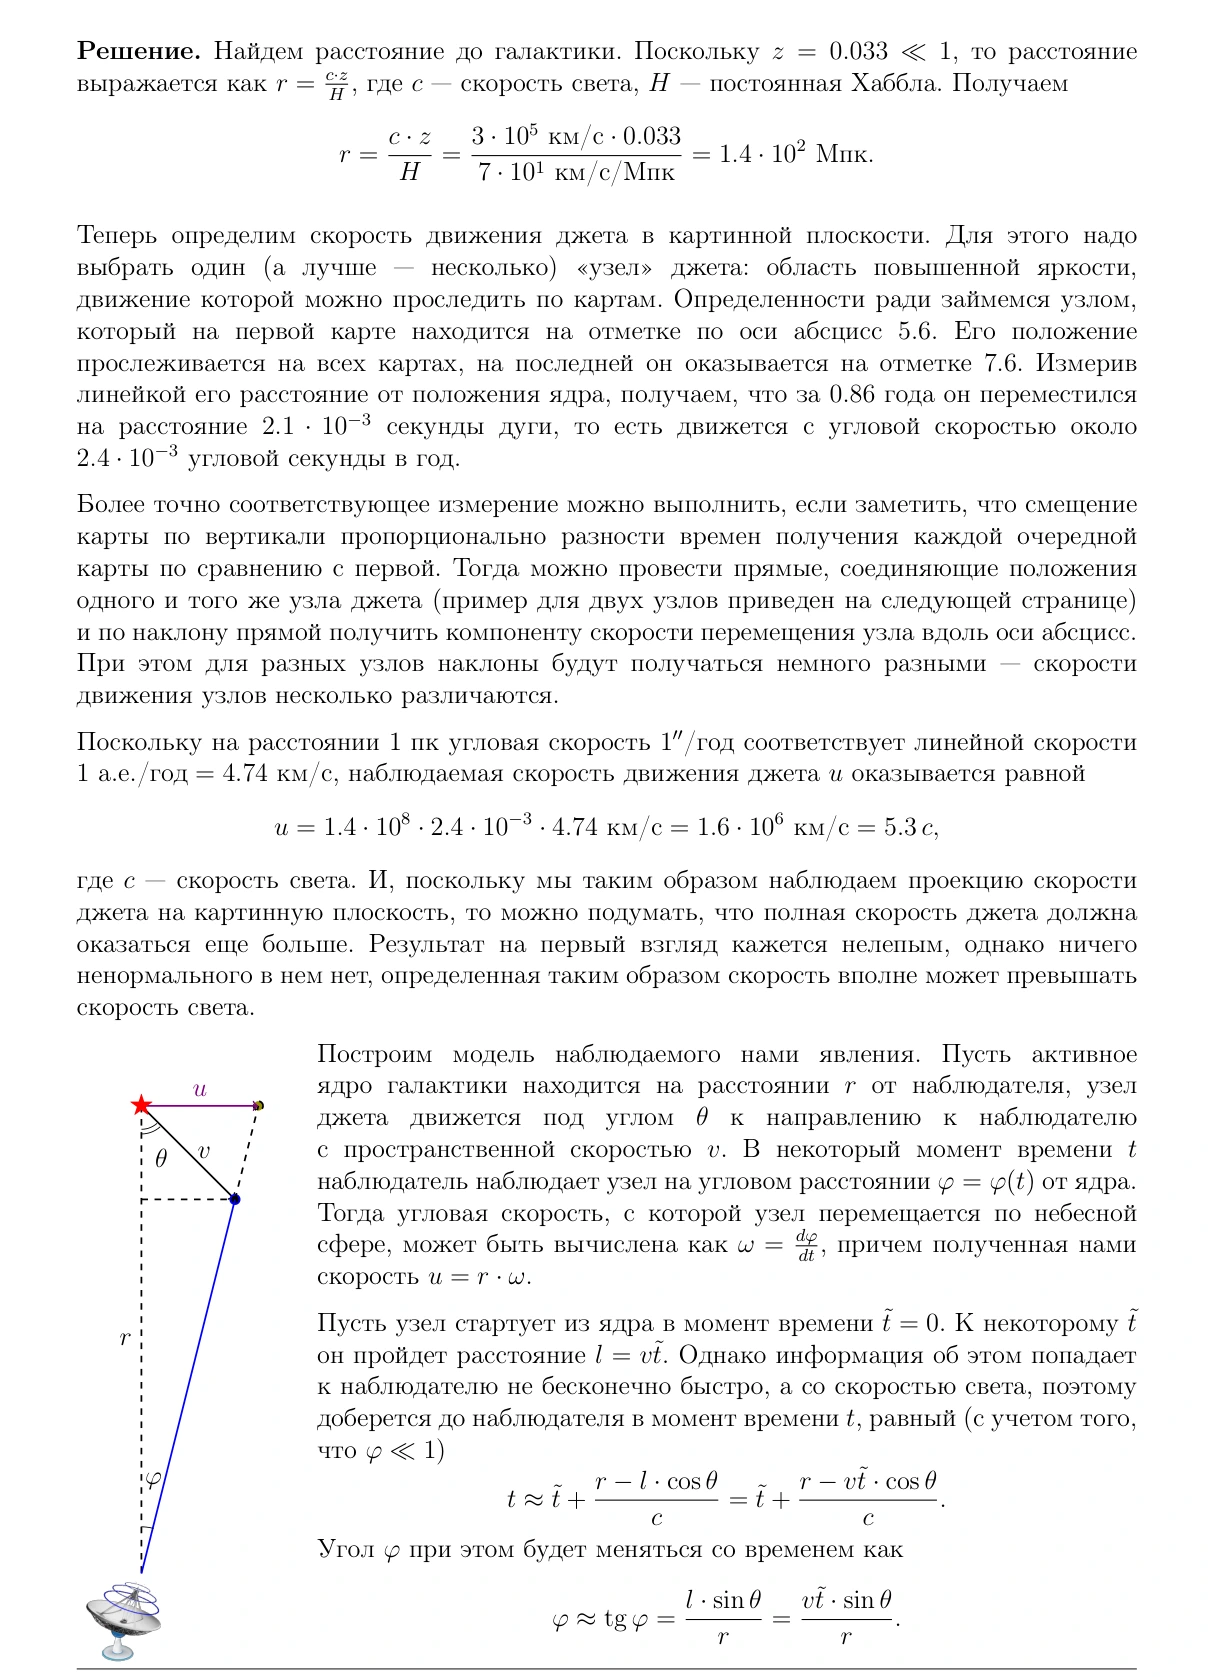 Решение. Найдем расстояние до галактики. Поскольку z = 0.033 ≪ 1, то расстояние
выражается как r = c·z/H, где c — скорость света, H — постоянная Хаббла. Получаем
r = c · z / H = 3 · 10⁵ км/с · 0.033 / 7 · 10¹ км/с/Мпк = 1.4 · 10² Мпк.
Теперь определим скорость движения джета в картинной плоскости. Для этого надо
выбрать один (а лучше — несколько) «узел» джета: область повышенной яркости,
движение которой можно проследить по картам. Определенности ради займемся узлом,
который на первой карте находится на отметке по оси абсцисс 5.6. Его положение
прослеживается на всех картах, на последней он оказывается на отметке 7.6. Измерив
линейкой его расстояние от положения ядра, получаем, что за 0.86 года он переместился
на расстояние 2.1 · 10⁻³ секунды дуги, то есть движется с угловой скоростью около
2.4 · 10⁻³ угловой секунды в год.
Более точно соответствующее измерение можно выполнить, если заметить, что смещение
карты по вертикали пропорционально разности времен получения каждой очередной
карты по сравнению с первой. Тогда можно провести прямые, соединяющие положения
одного и того же узла джета (пример для двух узлов приведен на следующей странице)
и по наклону прямой получить компоненту скорости перемещения узла вдоль оси абсцисс.
При этом для разных узлов наклоны будут получаться немного разными — скорости
движения узлов несколько различаются.
Поскольку на расстоянии 1 пк угловая скорость 1″/год соответствует линейной скорости
1 а.е./год = 4.74 км/с, наблюдаемая скорость движения джета u оказывается равной
u = 1.4 · 10⁸ · 2.4 · 10⁻³ · 4.74 км/с = 1.6 · 10⁶ км/с = 5.3 c,
где c — скорость света. И, поскольку мы таким образом наблюдаем проекцию скорости
джета на картинную плоскость, то можно подумать, что полная скорость джета должна
оказаться еще больше. Результат на первый взгляд кажется нелепым, однако ничего
ненормального в нем нет, определенная таким образом скорость вполне может превышать
скорость света.
u
θ
v
r
φ
Построим модель наблюдаемого нами явления. Пусть активное
ядро галактики находится на расстоянии r от наблюдателя, узел
джета движется под углом θ к направлению к наблюдателю
с пространственной скоростью v. В некоторый момент времени t
наблюдатель наблюдает узел на угловом расстоянии φ = φ(t) от ядра.
Тогда угловая скорость, с которой узел перемещается по небесной
сфере, может быть вычислена как ω = dφ/dt, причем полученная нами
скорость u = r · ω.
Пусть узел стартует из ядра в момент времени t̃ = 0. К некоторому t̃
он пройдет расстояние l = vt̃. Однако информация об этом попадает
к наблюдателю не бесконечно быстро, а со скоростью света, поэтому
доберется до наблюдателя в момент времени t, равный (с учетом того,
что φ ≪ 1)
t ≈ t̃ + (r − l · cos θ)/c = t̃ + (r − vt̃ · cos θ)/c.
Угол φ при этом будет меняться со временем как
φ ≈ tg φ = l · sin θ / r = vt̃ · sin θ / r.